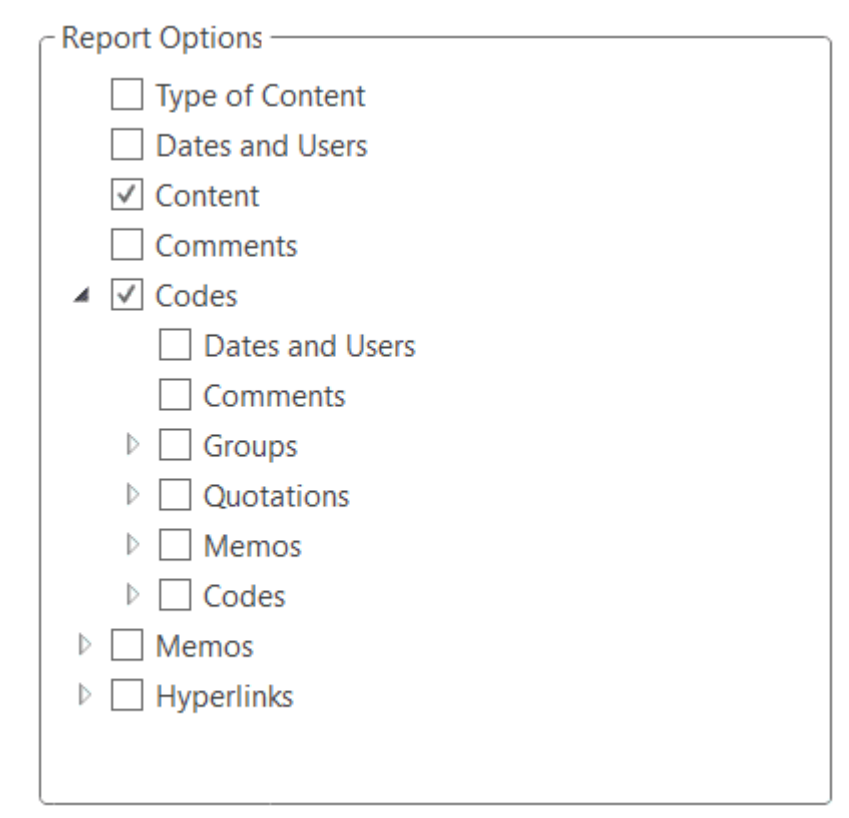 Report Options
Type of Content
Dates and Users
Content
Comments
Codes
Dates and Users
Comments
Groups
Quotations
Memos
Codes
Memos
Hyperlinks